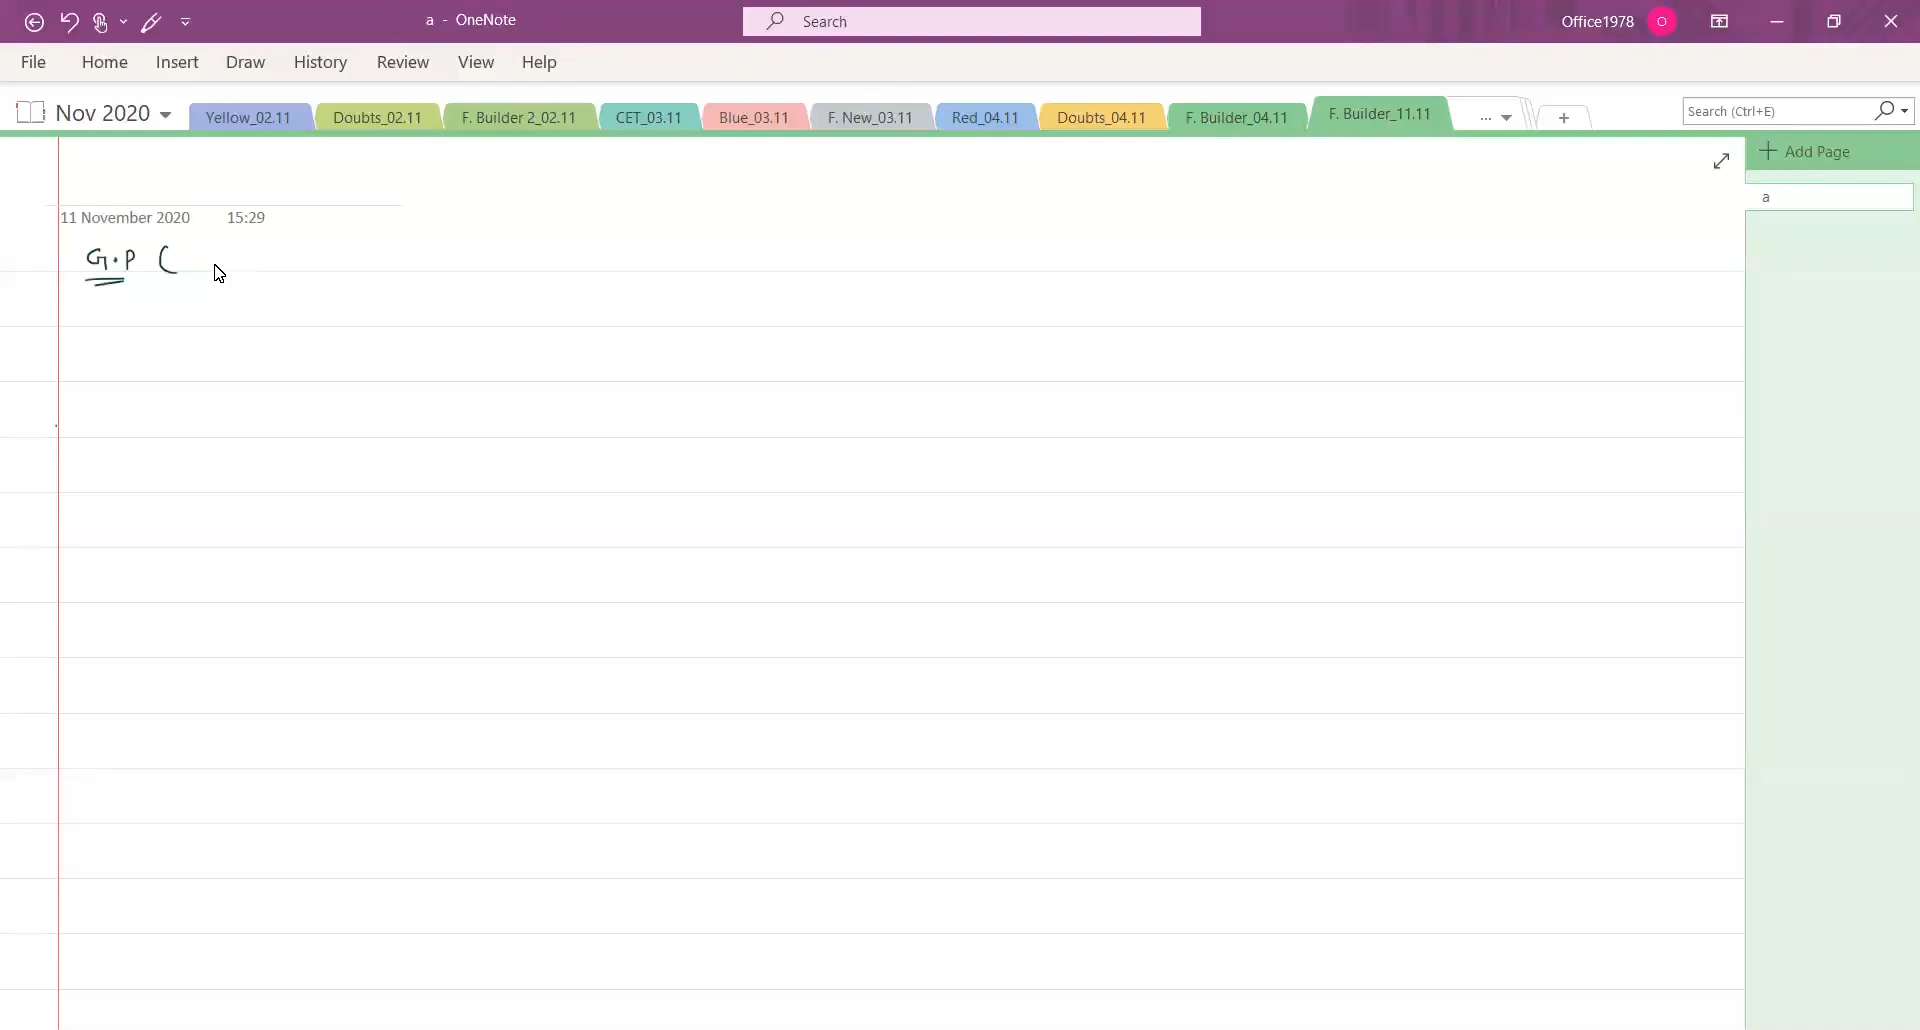 a - OneNote
Search
Office1978
O
File Home Insert Draw History Review View Help
Nov 2020
Yellow_02.11
Doubts_02.11
F. Builder 2_02.11
CET_03.11
Blue_03.11
F. New_03.11
Red_04.11
Doubts_04.11
F. Builder_04.11
F. Builder_11.11
...
+
Search (Ctrl+E)
Add Page
a
11 November 2020 15:29
G.P (